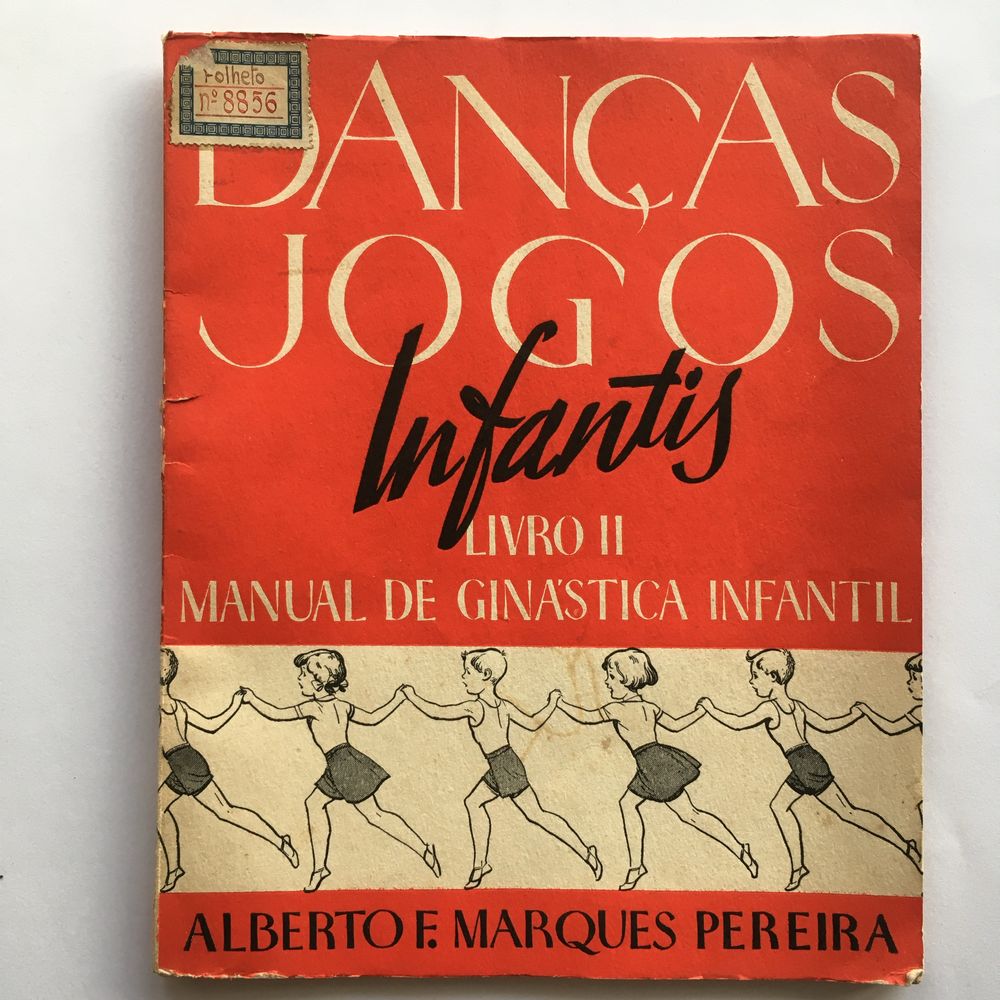 Folheto
nº 8856
DANÇAS
JOGOS
Infantis
LIVRO II
MANUAL DE GINÁSTICA INFANTIL
ALBERTO F. MARQUES PEREIRA